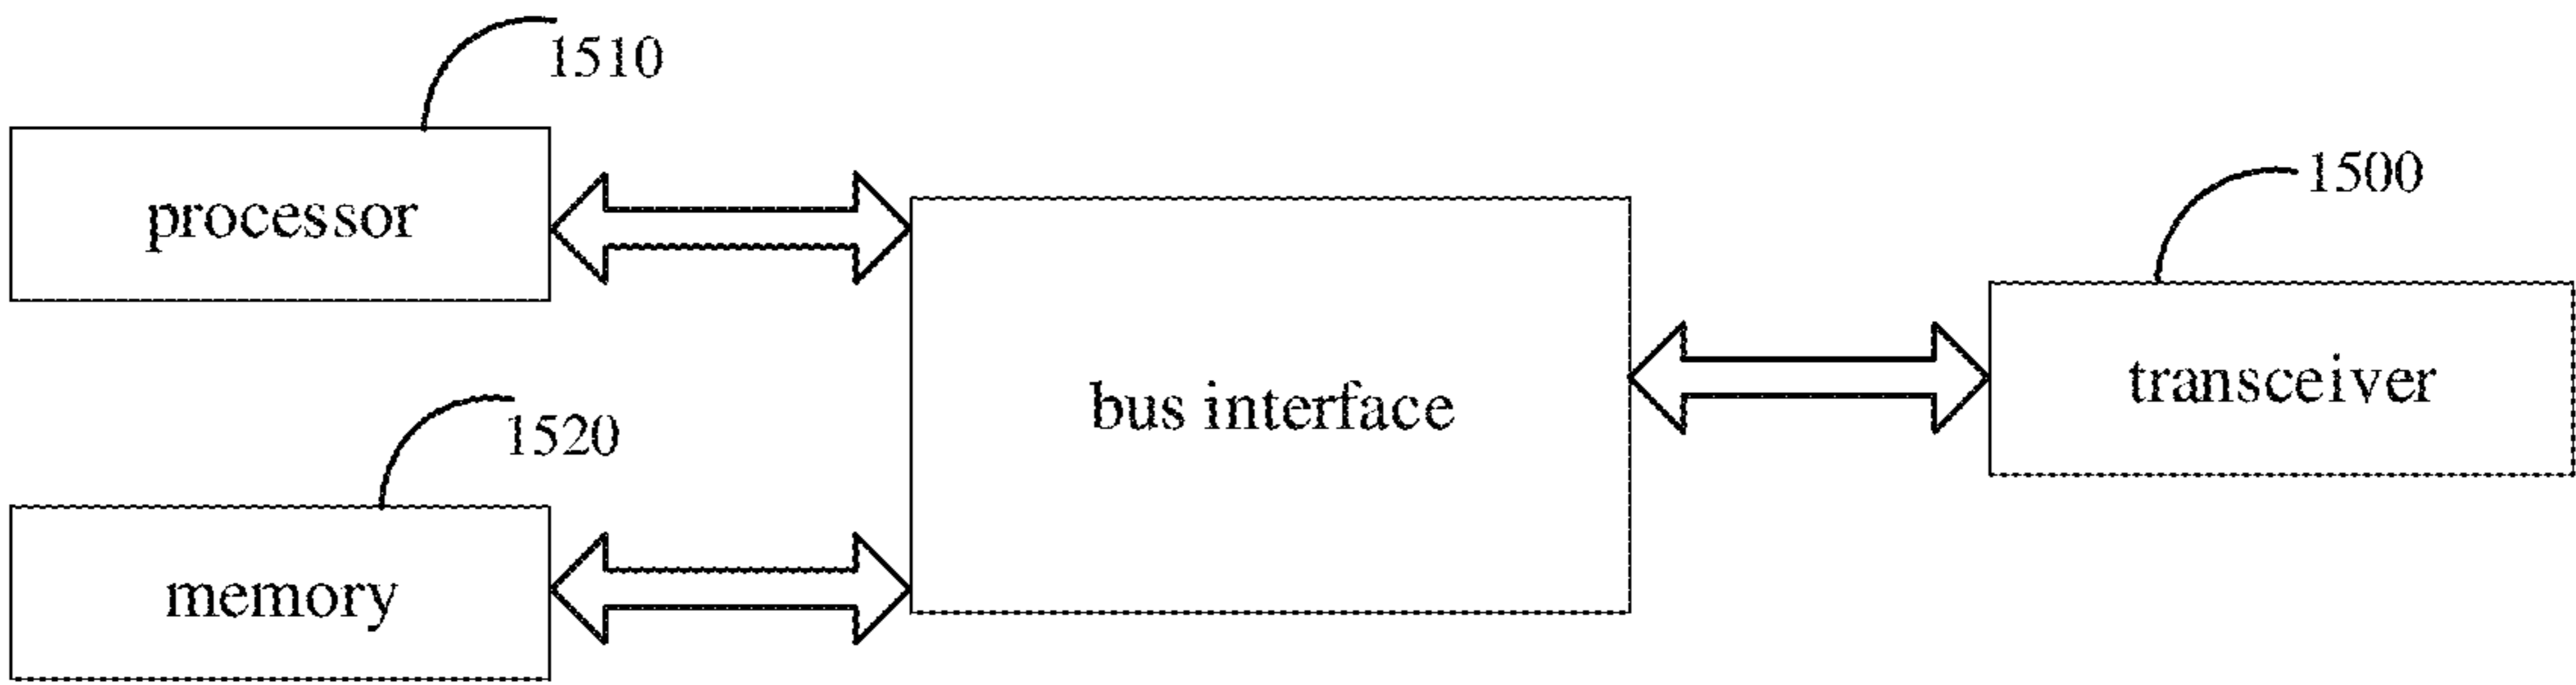 1510
processor
1500
bus interface
transceiver
1520
memory